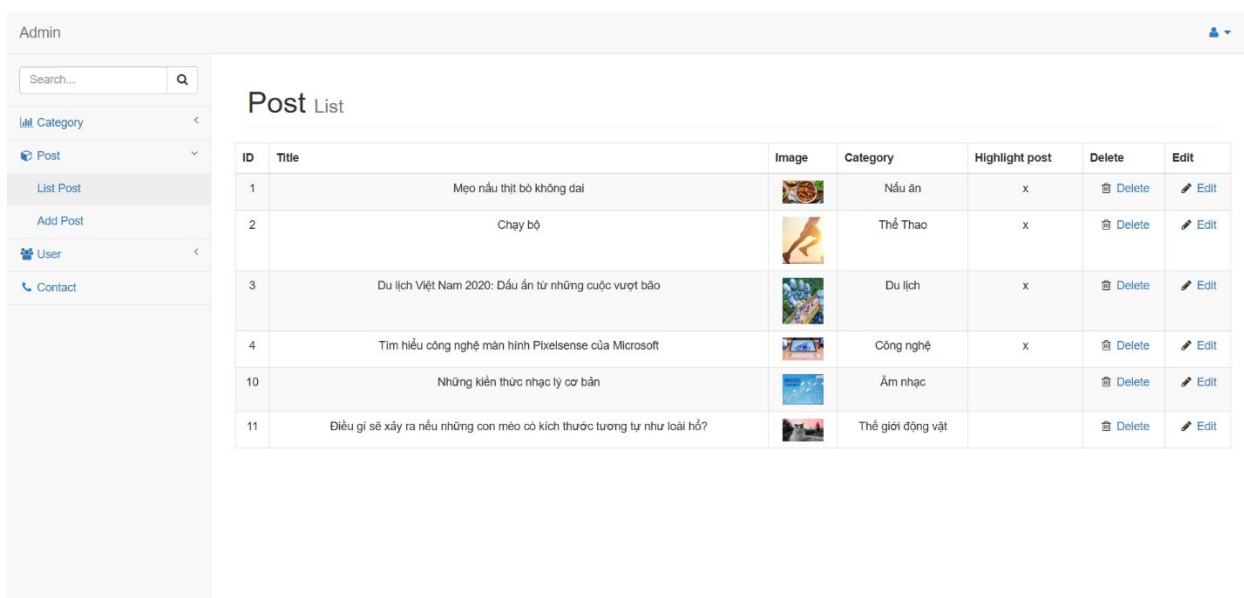 Admin
Search...
Category
Post
List Post
Add Post
User
Contact
Post List
ID Title Image Category Highlight post Delete Edit
1 Mẹo nấu thịt bò không dai Nấu ăn x Delete Edit
2 Chạy bộ Thể Thao x Delete Edit
3 Du lịch Việt Nam 2020: Dấu ấn từ những cuộc vượt bão Du lịch x Delete Edit
4 Tìm hiểu công nghệ màn hình Pixelsense của Microsoft Công nghệ x Delete Edit
10 Những kiến thức nhạc lý cơ bản Âm nhạc Delete Edit
11 Điều gì sẽ xảy ra nếu những con mèo có kích thước tương tự như loài hổ? Thế giới động vật Delete Edit